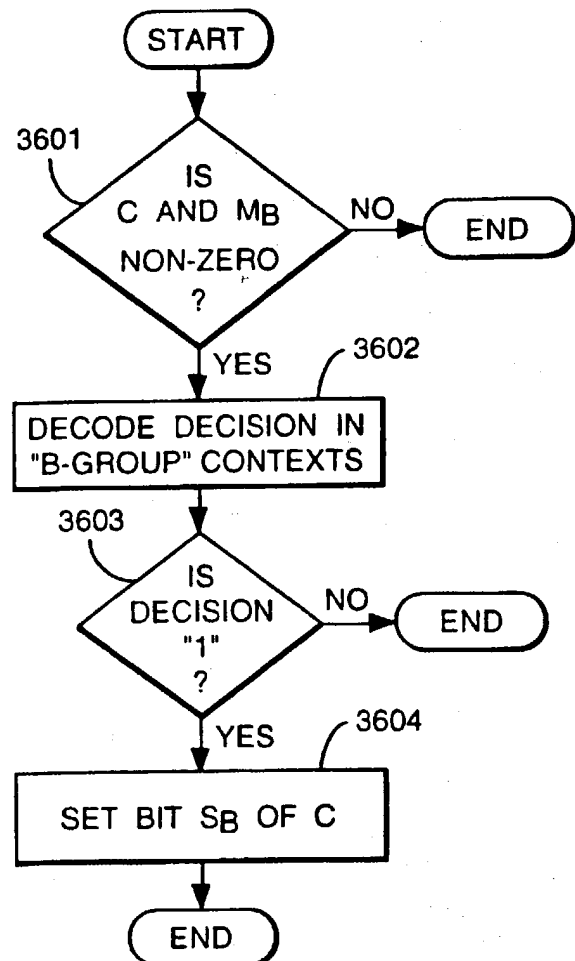 START
3601
IS
C AND MB
NON-ZERO
?
NO
END
YES
3602
DECODE DECISION IN
"B-GROUP" CONTEXTS
3603
IS
DECISION
"1"
?
NO
END
YES
3604
SET BIT SB OF C
END